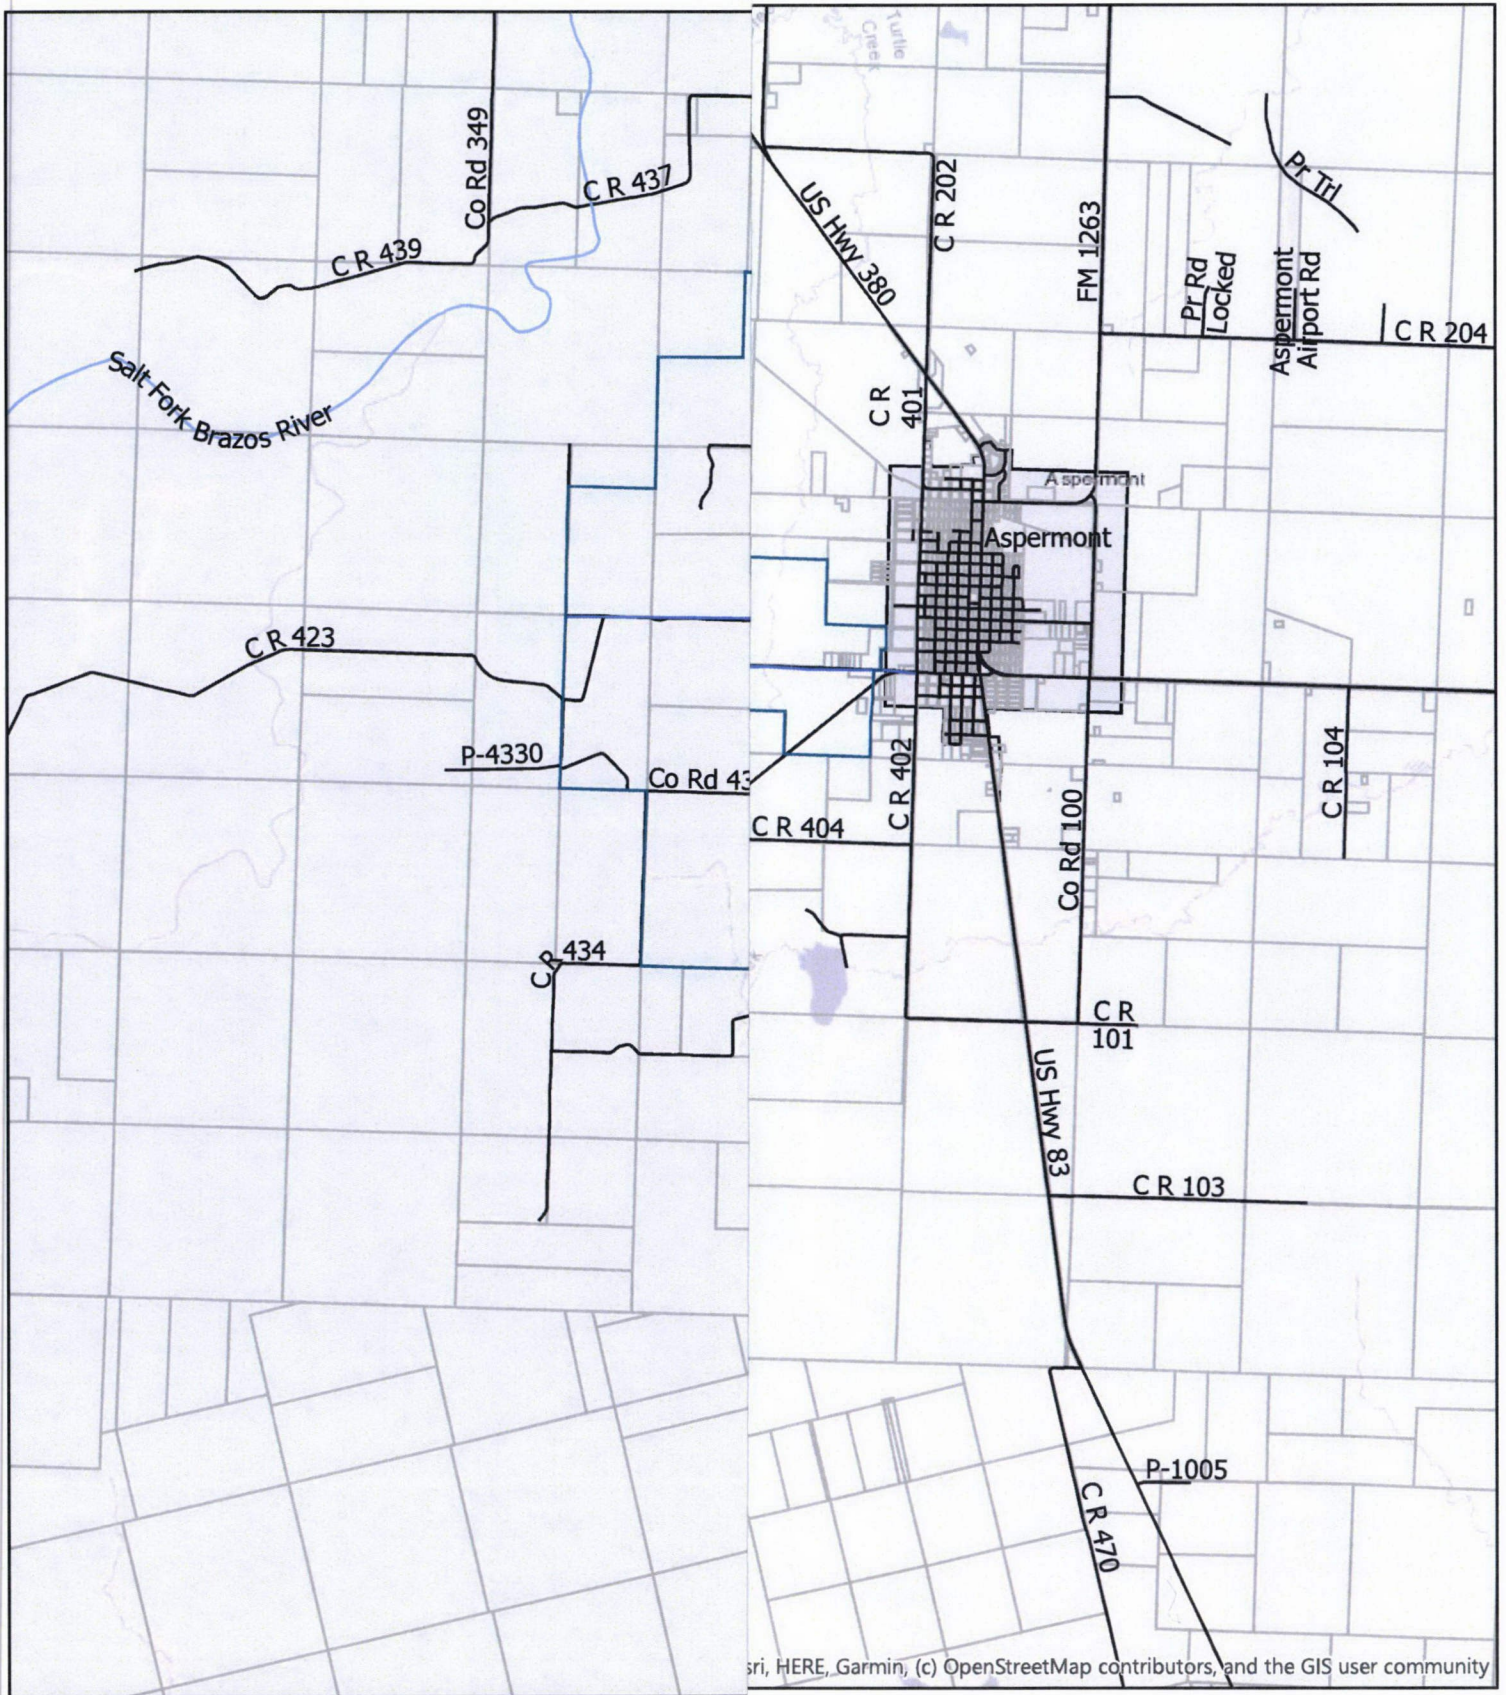 Co Rd 349
C R 437
C R 439
Salt Fork Brazos River
C R 423
P-4330
Co Rd 43
C R 434
Turtle
Creek
US Hwy 380
C R 202
FM 1263
Pr Trl
Pr Rd
Locked
Aspermont
Airport Rd
C R 204
C R
401
Aspermont
Aspermont
C R 402
C R 404
Co Rd 100
C R 104
C R
101
US Hwy 83
C R 103
P-1005
C R 470
sri, HERE, Garmin, (c) OpenStreetMap contributors, and the GIS user community